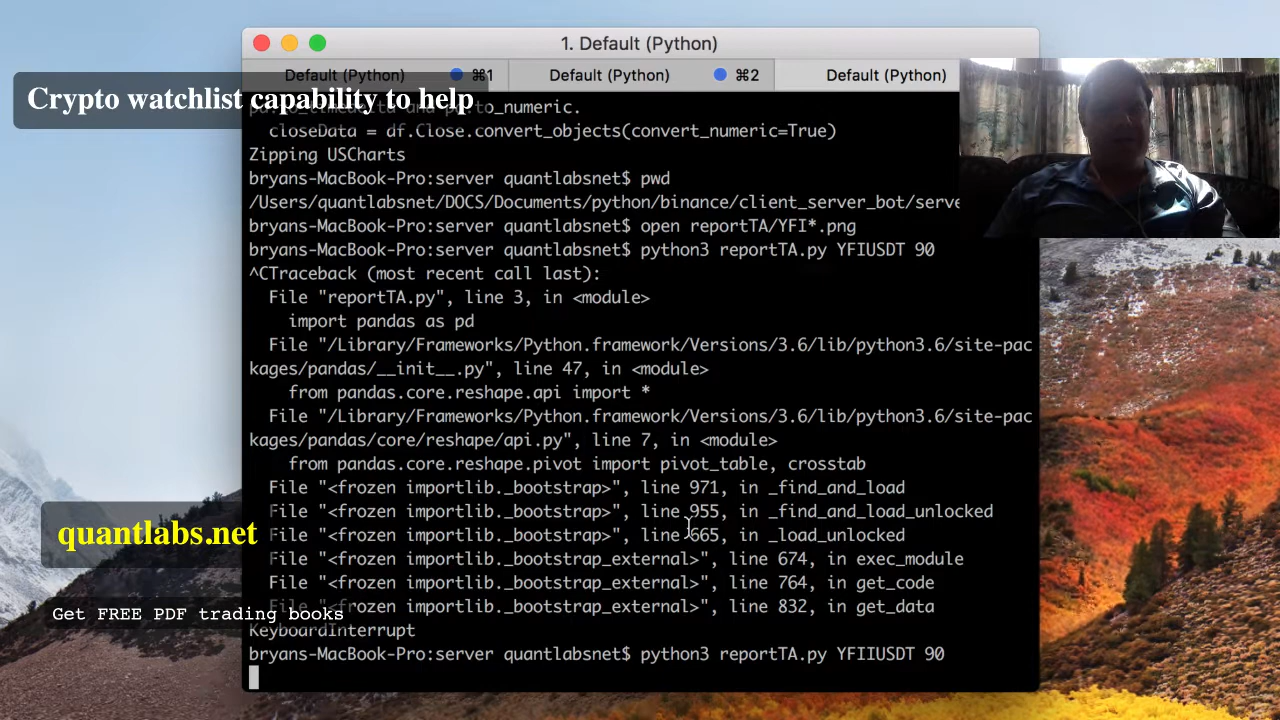 1. Default (Python)
Default (Python) ⌘1 Default (Python) ⌘2 Default (Python)
Crypto watchlist capability to help
and pd.to_numeric.
closeData = df.Close.convert_objects(convert_numeric=True)
Zipping USCharts
bryans-MacBook-Pro:server quantlabsnet$ pwd
/Users/quantlabsnet/DOCS/Documents/python/binance/client_server_bot/serve
bryans-MacBook-Pro:server quantlabsnet$ open reportTA/YFI*.png
bryans-MacBook-Pro:server quantlabsnet$ python3 reportTA.py YFIUSDT 90
^CTraceback (most recent call last):
File "reportTA.py", line 3, in <module>
import pandas as pd
File "/Library/Frameworks/Python.framework/Versions/3.6/lib/python3.6/site-pac
kages/pandas/__init__.py", line 47, in <module>
from pandas.core.reshape.api import *
File "/Library/Frameworks/Python.framework/Versions/3.6/lib/python3.6/site-pac
kages/pandas/core/reshape/api.py", line 7, in <module>
from pandas.core.reshape.pivot import pivot_table, crosstab
File "<frozen importlib._bootstrap>", line 971, in _find_and_load
File "<frozen importlib._bootstrap>", line 955, in _find_and_load_unlocked
File "<frozen importlib._bootstrap>", line 665, in _load_unlocked
File "<frozen importlib._bootstrap_external>", line 674, in exec_module
File "<frozen importlib._bootstrap_external>", line 764, in get_code
File "<frozen importlib._bootstrap_external>", line 832, in get_data
KeyboardInterrupt
bryans-MacBook-Pro:server quantlabsnet$ python3 reportTA.py YFIIUSDT 90
quantlabs.net
Get FREE PDF trading books